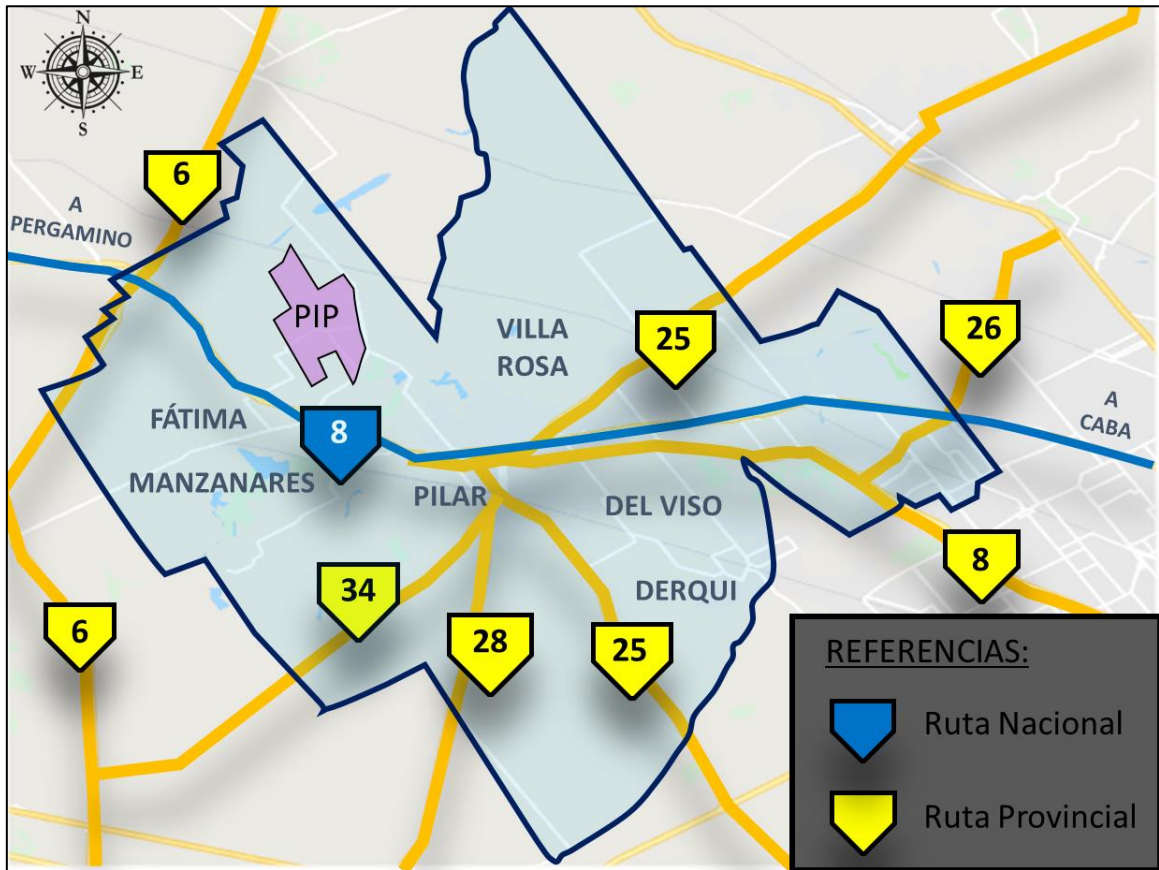 N
W
E
S
6
A
PERGAMINO
PIP
VILLA
ROSA
25
26
A
CABA
FÁTIMA
8
MANZANARES
PILAR
DEL VISO
DERQUI
8
34
6
28
25
REFERENCIAS:
Ruta Nacional
Ruta Provincial